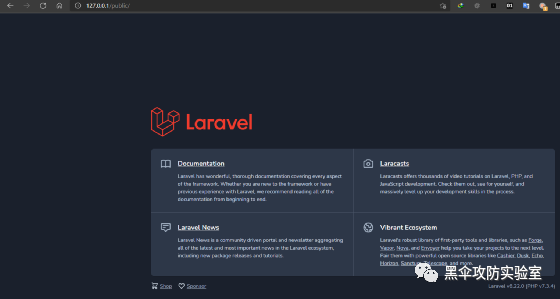 127.0.0.1/public/
Laravel
Documentation
Laravel has wonderful, thorough documentation covering every aspect
of the framework. Whether you are new to the framework or have
previous experience with Laravel, we recommend reading all of the
documentation from beginning to end.
Laracasts
Laracasts offers thousands of video tutorials on Laravel, PHP, and
JavaScript development. Check them out, see for yourself, and
massively level up your development skills in the process.
Laravel News
Laravel News is a community driven portal and newsletter aggregating
all of the latest and most important news in the Laravel ecosystem,
including new package releases and tutorials.
Vibrant Ecosystem
Laravel's robust library of first-party tools and libraries, such as Forge,
Vapor, Nova, and Envoyer help you take your projects to the next level.
Pair them with powerful open source libraries like Cashier, Dusk, Echo,
Horizon, Sanctum, Telescope, and more.
黑伞攻防实验室
Shop Sponsor
Laravel v8.22.0 (PHP v7.3.4)